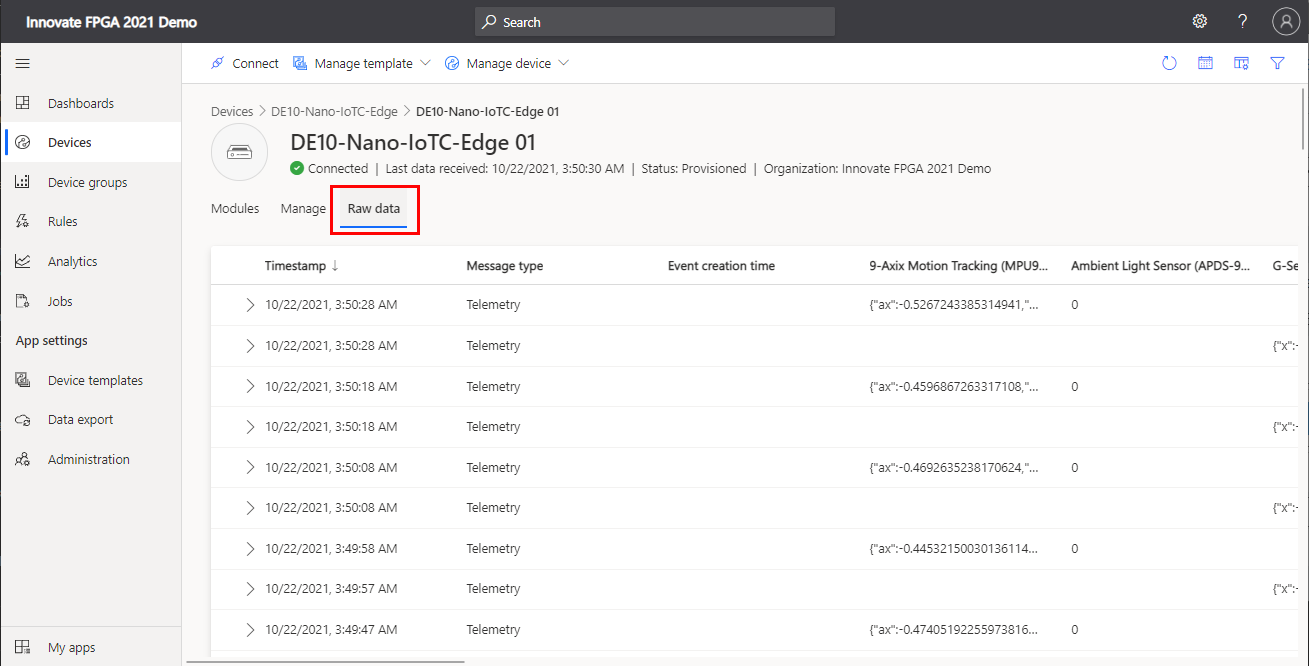 Innovate FPGA 2021 Demo
Search
?
Connect
Manage template
Manage device
Dashboards
Devices
Device groups
Rules
Analytics
Jobs
App settings
Device templates
Data export
Administration
My apps
Devices > DE10-Nano-IoTC-Edge > DE10-Nano-IoTC-Edge 01
DE10-Nano-IoTC-Edge 01
Connected | Last data received: 10/22/2021, 3:50:30 AM | Status: Provisioned | Organization: Innovate FPGA 2021 Demo
Modules Manage Raw data
Timestamp ↓ Message type Event creation time 9-Axix Motion Tracking (MPU9... Ambient Light Sensor (APDS-9... G-Se
10/22/2021, 3:50:28 AM Telemetry {"ax":-0.5267243385314941,"... 0
10/22/2021, 3:50:28 AM Telemetry {"x":-
10/22/2021, 3:50:18 AM Telemetry {"ax":-0.4596867263317108,"... 0
10/22/2021, 3:50:18 AM Telemetry {"x":-
10/22/2021, 3:50:08 AM Telemetry {"ax":-0.4692635238170624,"... 0
10/22/2021, 3:50:08 AM Telemetry {"x":-
10/22/2021, 3:49:58 AM Telemetry {"ax":-0.44532150030136114... 0
10/22/2021, 3:49:57 AM Telemetry {"x":-
10/22/2021, 3:49:47 AM Telemetry {"ax":-0.47405192255973816... 0